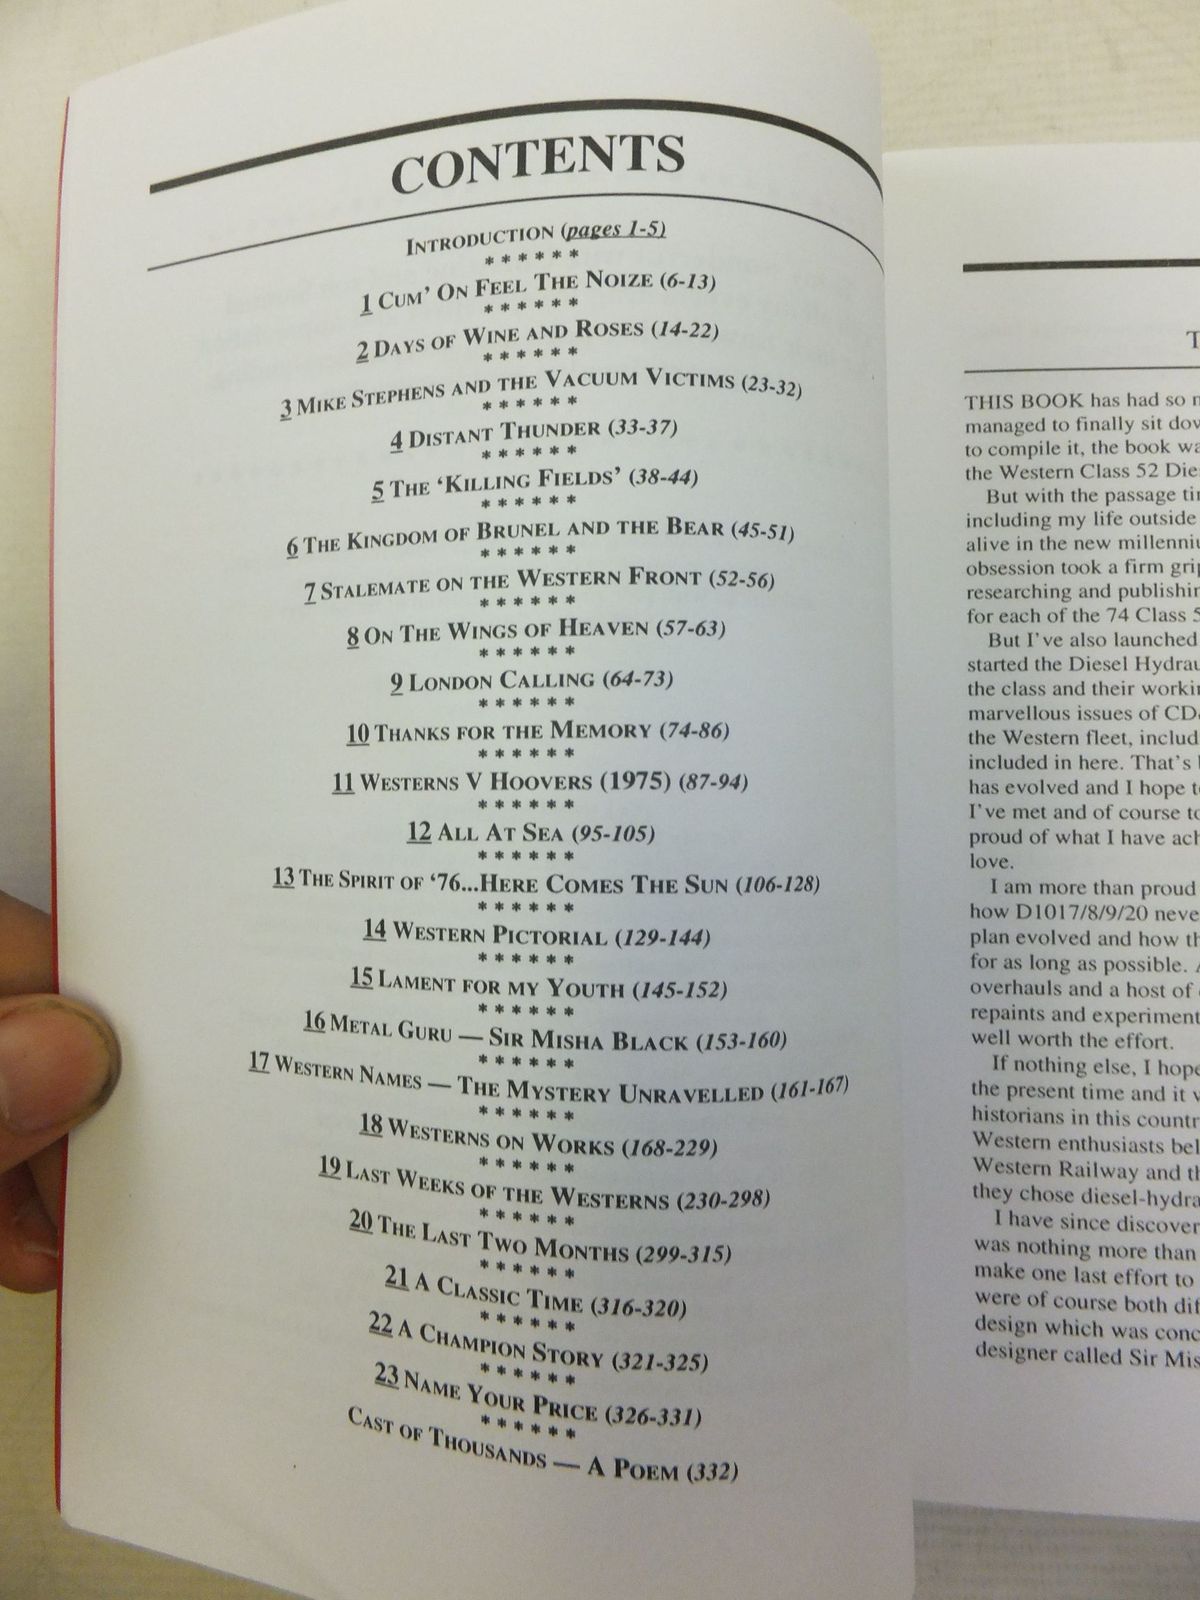 CONTENTS
INTRODUCTION (pages 1-5)
* * * * * *
1 CUM' ON FEEL THE NOIZE (6-13)
* * * * * *
2 DAYS OF WINE AND ROSES (14-22)
* * * * * *
3 MIKE STEPHENS AND THE VACUUM VICTIMS (23-32)
* * * * * *
4 DISTANT THUNDER (33-37)
* * * * * *
5 THE 'KILLING FIELDS' (38-44)
* * * * * *
6 THE KINGDOM OF BRUNEL AND THE BEAR (45-51)
* * * * * *
7 STALEMATE ON THE WESTERN FRONT (52-56)
* * * * * *
8 ON THE WINGS OF HEAVEN (57-63)
* * * * * *
9 LONDON CALLING (64-73)
* * * * * *
10 THANKS FOR THE MEMORY (74-86)
* * * * * *
11 WESTERNS V HOOVERS (1975) (87-94)
* * * * * *
12 ALL AT SEA (95-105)
* * * * * *
13 THE SPIRIT OF '76...HERE COMES THE SUN (106-128)
* * * * * *
14 WESTERN PICTORIAL (129-144)
* * * * * *
15 LAMENT FOR MY YOUTH (145-152)
* * * * * *
16 METAL GURU — SIR MISHA BLACK (153-160)
* * * * * *
17 WESTERN NAMES — THE MYSTERY UNRAVELLED (161-167)
* * * * * *
18 WESTERNS ON WORKS (168-229)
* * * * * *
19 LAST WEEKS OF THE WESTERNS (230-298)
* * * * * *
20 THE LAST TWO MONTHS (299-315)
* * * * * *
21 A CLASSIC TIME (316-320)
* * * * * *
22 A CHAMPION STORY (321-325)
* * * * * *
23 NAME YOUR PRICE (326-331)
* * * * * *
CAST OF THOUSANDS — A POEM (332)
THIS BOOK has had so
managed to finally sit
to compile it, the book
the Western Class 52
But with the passage
including my life outside
alive in the new
obsession took a firm
researching and
for each of the 74 Class
But I've also launched
started the Diesel
the class and their
marvellous issues of
the Western fleet,
included in here. That's
has evolved and I hope
I've met and of course
proud of what I have
love.
I am more than proud
how D1017/8/9/20
plan evolved and how
for as long as possible.
overhauls and a host of
repaints and
well worth the effort.
If nothing else, I hope
the present time and it
historians in this
Western enthusiasts
Western Railway and
they chose
I have since
was nothing more than
make one last effort to
were of course both
design which was
designer called Sir